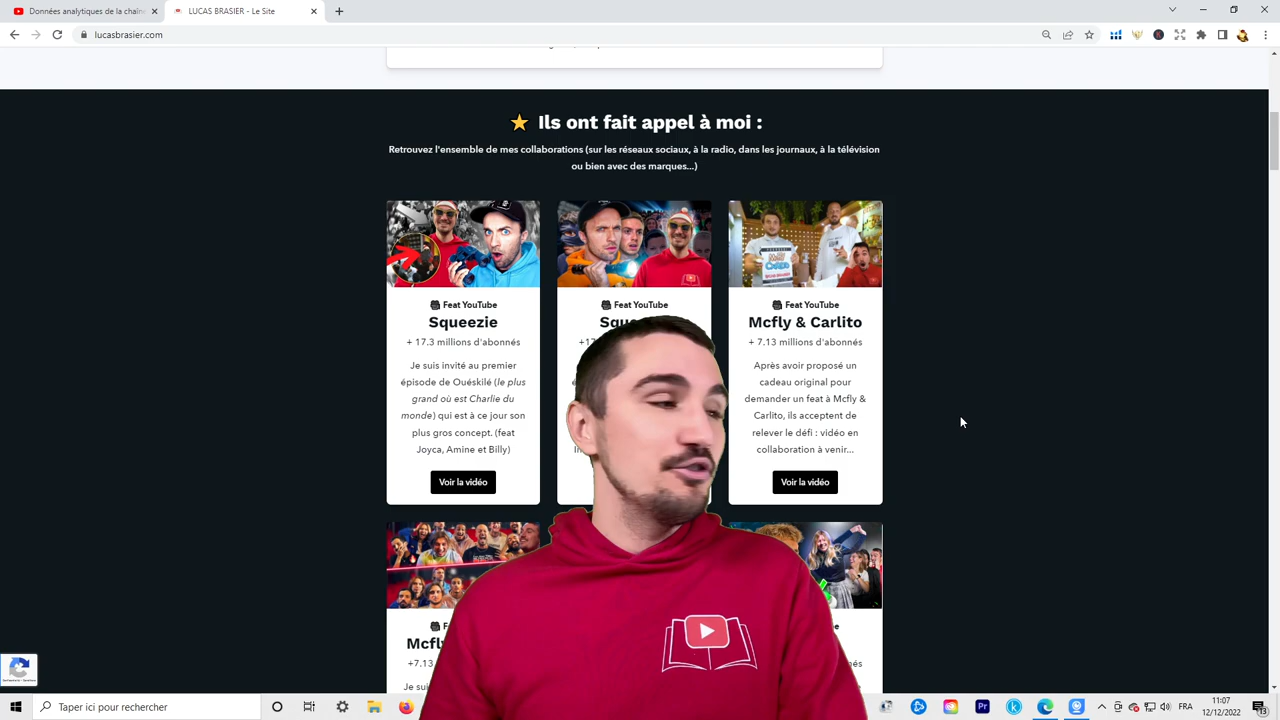 Données analytiques de la chaîn
LUCAS BRASIER - Le Site
lucasbrasier.com
Ils ont fait appel à moi :
Retrouvez l'ensemble de mes collaborations (sur les réseaux sociaux, à la radio, dans les journaux, à la télévision
ou bien avec des marques...)
Feat YouTube
Squeezie
+ 17.3 millions d'abonnés
Je suis invité au premier
épisode de Ouéskilé (le plus
grand où est Charlie du
monde) qui est à ce jour son
plus gros concept. (feat
Joyca, Amine et Billy)
Voir la vidéo
Feat YouTube
Mcfly & Carlito
+ 7.13 millions d'abonnés
Après avoir proposé un
cadeau original pour
demander un feat à Mcfly &
Carlito, ils acceptent de
relever le défi : vidéo en
collaboration à venir...
Voir la vidéo
Feat YouTube
+7.13
Taper ici pour rechercher
FRA
11:07
12/12/2022